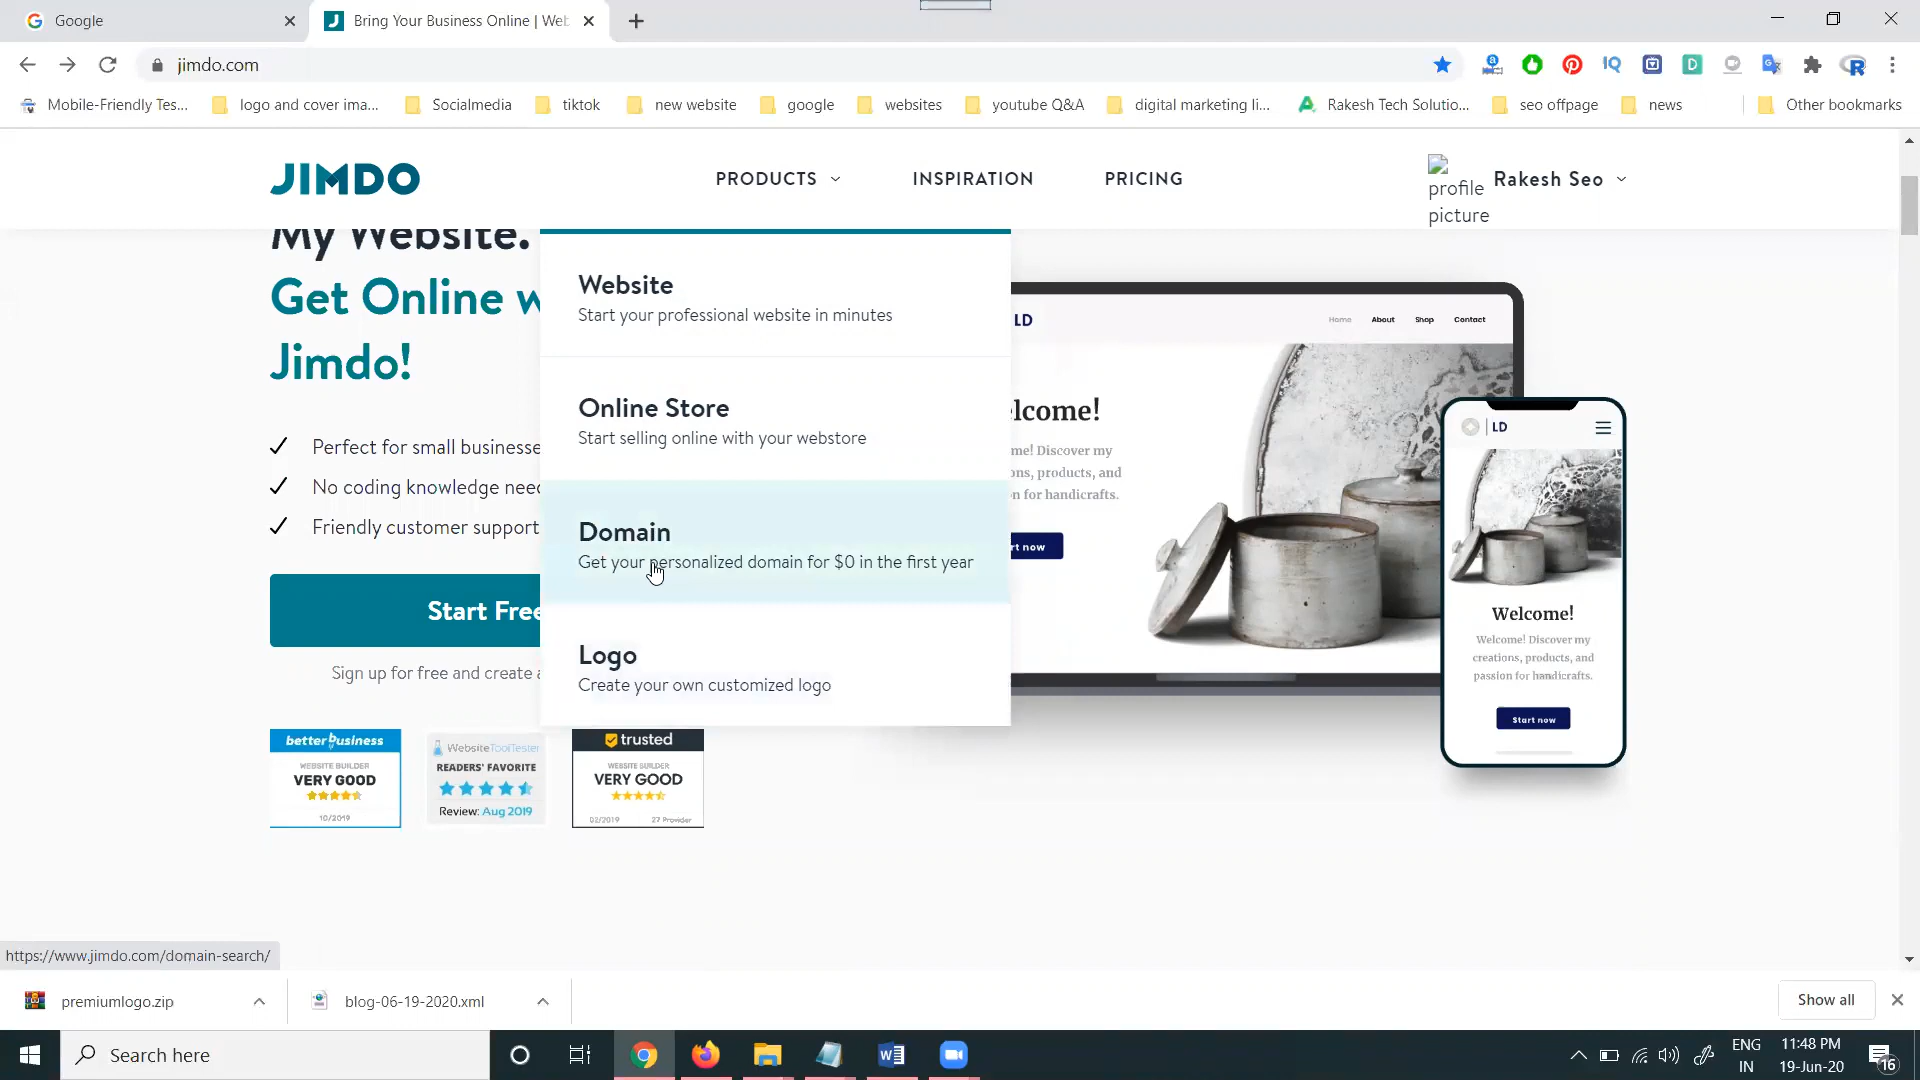 Google
Bring Your Business Online | Web
jimdo.com
Mobile-Friendly Tes...
logo and cover ima...
Socialmedia
tiktok
new website
google
websites
youtube Q&A
digital marketing li...
Rakesh Tech Solutio...
seo offpage
news
Other bookmarks
JIMDO
PRODUCTS
INSPIRATION
PRICING
profile
picture
Rakesh Seo
My Website.
Get Online w
Jimdo!
Perfect for small businesse
No coding knowledge need
Friendly customer support
Start Free
Sign up for free and create a
Website
Start your professional website in minutes
Online Store
Start selling online with your webstore
Domain
Get your personalized domain for $0 in the first year
Logo
Create your own customized logo
LD
Home
About
Shop
Contact
lcome!
me! Discover my
ons, products, and
n for handicrafts.
rt now
LD
Welcome!
Welcome! Discover my
creations, products, and
passion for handicrafts.
Start now
better business
WEBSITE BUILDER
VERY GOOD
10/2019
WebsiteToolTester
READERS' FAVORITE
Review: Aug 2019
trusted
WEBSITE BUILDER
VERY GOOD
02/2019
27 Provider
https://www.jimdo.com/domain-search/
premiumlogo.zip
blog-06-19-2020.xml
Show all
Search here
ENG
IN
11:48 PM
19-Jun-20
16